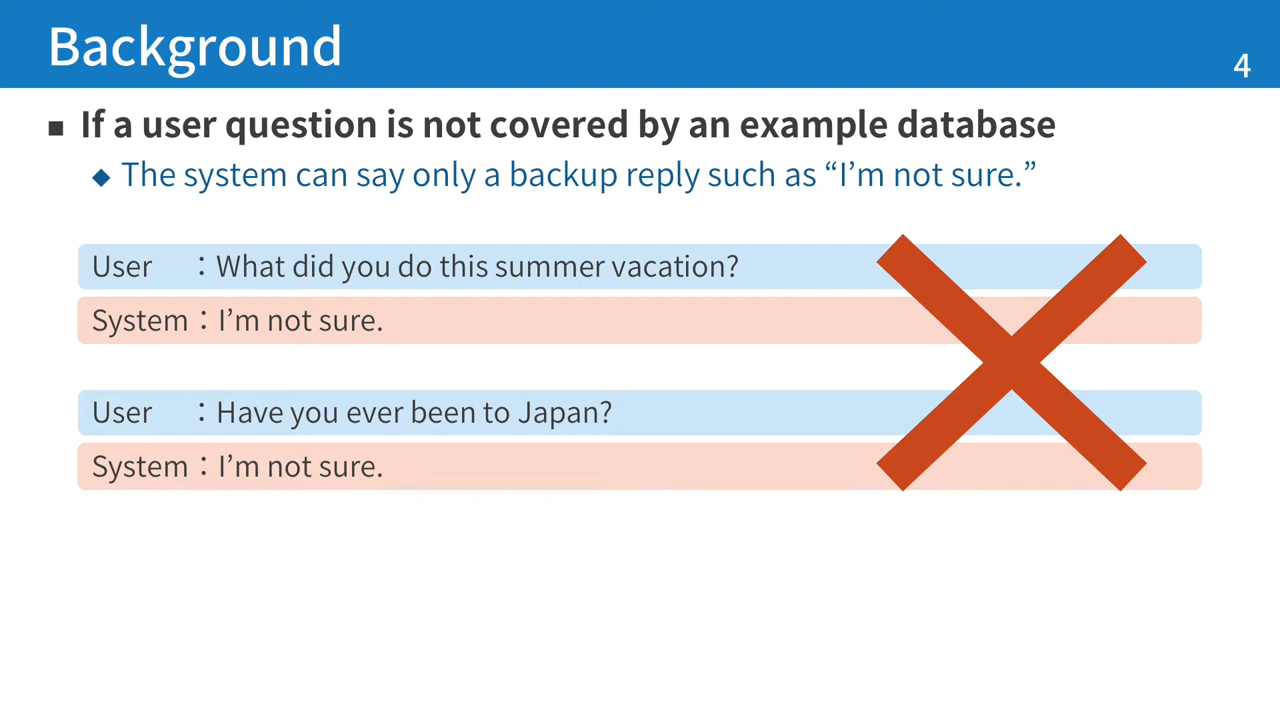 Background
4
■ If a user question is not covered by an example database
◆ The system can say only a backup reply such as “I’m not sure.”
User ：What did you do this summer vacation?
System：I’m not sure.
User ：Have you ever been to Japan?
System：I’m not sure.